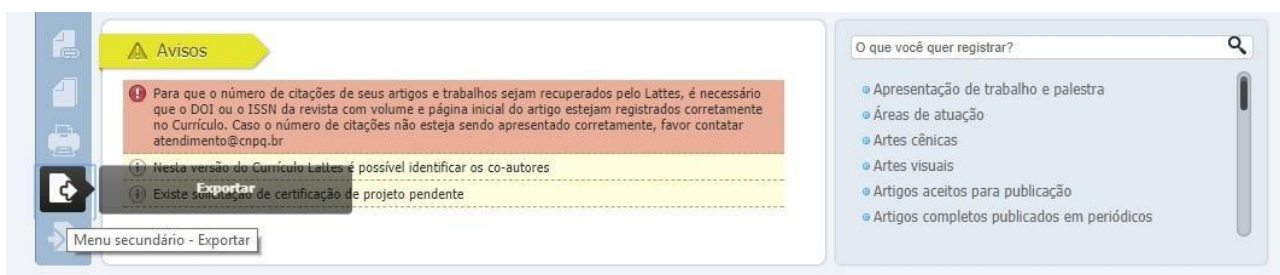 Avisos
Para que o número de citações de seus artigos e trabalhos sejam recuperados pelo Lattes, é necessário
que o DOI ou o ISSN da revista com volume e página inicial do artigo estejam registrados corretamente
no Currículo. Caso o número de citações não esteja sendo apresentado corretamente, favor contatar
atendimento@cnpq.br
Nesta versão do Currículo Lattes é possível identificar os co-autores
Existe solicitação de certificação de projeto pendente
Exportar
Menu secundário - Exportar
O que você quer registrar?
Apresentação de trabalho e palestra
Áreas de atuação
Artes cênicas
Artes visuais
Artigos aceitos para publicação
Artigos completos publicados em periódicos